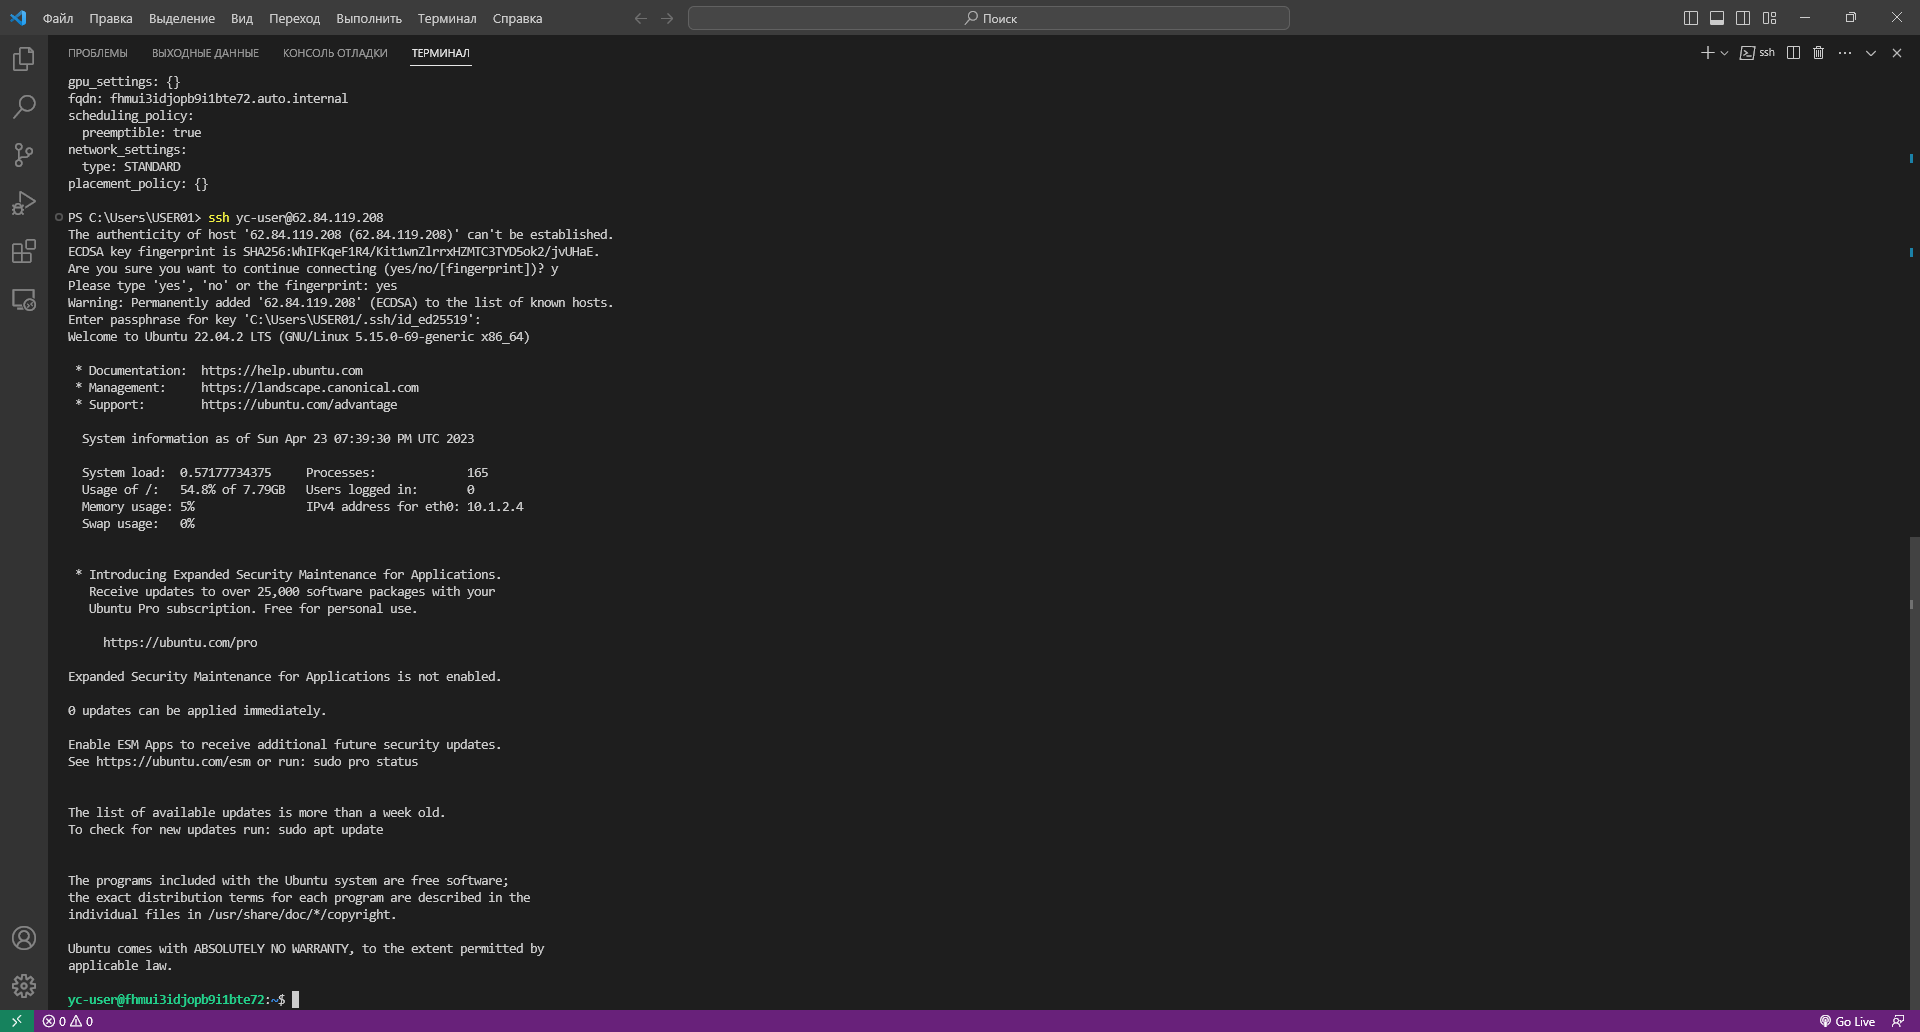 Файл Правка Выделение Вид Переход Выполнить Терминал Справка Поиск
ПРОБЛЕМЫ ВЫХОДНЫЕ ДАННЫЕ КОНСОЛЬ ОТЛАДКИ ТЕРМИНАЛ ssh
gpu_settings: {}
fqdn: fhmui3idjopb9i1bte72.auto.internal
scheduling_policy:
  preemptible: true
network_settings:
  type: STANDARD
placement_policy: {}
PS C:\Users\USER01> ssh yc-user@62.84.119.208
The authenticity of host '62.84.119.208 (62.84.119.208)' can't be established.
ECDSA key fingerprint is SHA256:WhIFKqeF1R4/Kit1wnZlrrxHZMTC3TYD5ok2/jvUHaE.
Are you sure you want to continue connecting (yes/no/[fingerprint])? y
Please type 'yes', 'no' or the fingerprint: yes
Warning: Permanently added '62.84.119.208' (ECDSA) to the list of known hosts.
Enter passphrase for key 'C:\Users\USER01/.ssh/id_ed25519':
Welcome to Ubuntu 22.04.2 LTS (GNU/Linux 5.15.0-69-generic x86_64)
 * Documentation:  https://help.ubuntu.com
 * Management:     https://landscape.canonical.com
 * Support:        https://ubuntu.com/advantage
  System information as of Sun Apr 23 07:39:30 PM UTC 2023
  System load:  0.57177734375     Processes:             165
  Usage of /:   54.8% of 7.79GB   Users logged in:       0
  Memory usage: 5%                IPv4 address for eth0: 10.1.2.4
  Swap usage:   0%
 * Introducing Expanded Security Maintenance for Applications.
   Receive updates to over 25,000 software packages with your
   Ubuntu Pro subscription. Free for personal use.
     https://ubuntu.com/pro
Expanded Security Maintenance for Applications is not enabled.
0 updates can be applied immediately.
Enable ESM Apps to receive additional future security updates.
See https://ubuntu.com/esm or run: sudo pro status
The list of available updates is more than a week old.
To check for new updates run: sudo apt update
The programs included with the Ubuntu system are free software;
the exact distribution terms for each program are described in the
individual files in /usr/share/doc/*/copyright.
Ubuntu comes with ABSOLUTELY NO WARRANTY, to the extent permitted by
applicable law.
yc-user@fhmui3idjopb9i1bte72:~$
0 0 Go Live